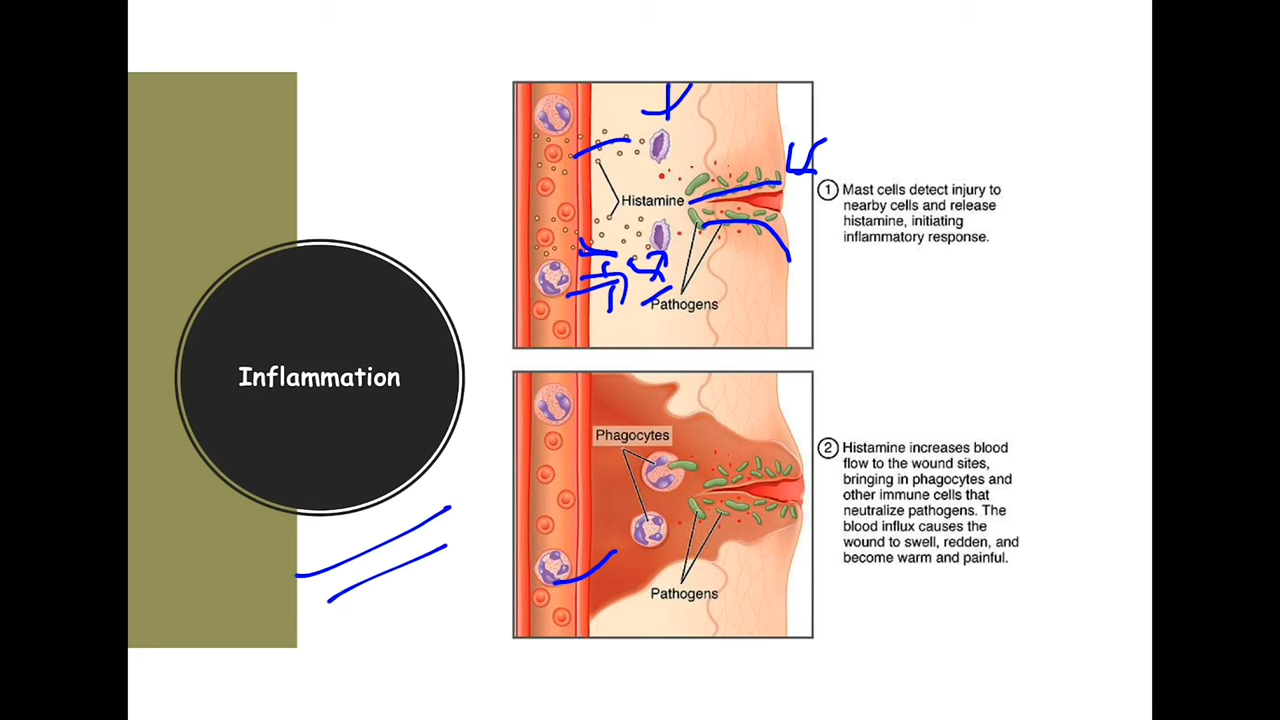 Inflammation
Histamine
Pathogens
① Mast cells detect injury to
nearby cells and release
histamine, initiating
inflammatory response.
Phagocytes
Pathogens
② Histamine increases blood
flow to the wound sites,
bringing in phagocytes and
other immune cells that
neutralize pathogens. The
blood influx causes the
wound to swell, redden, and
become warm and painful.